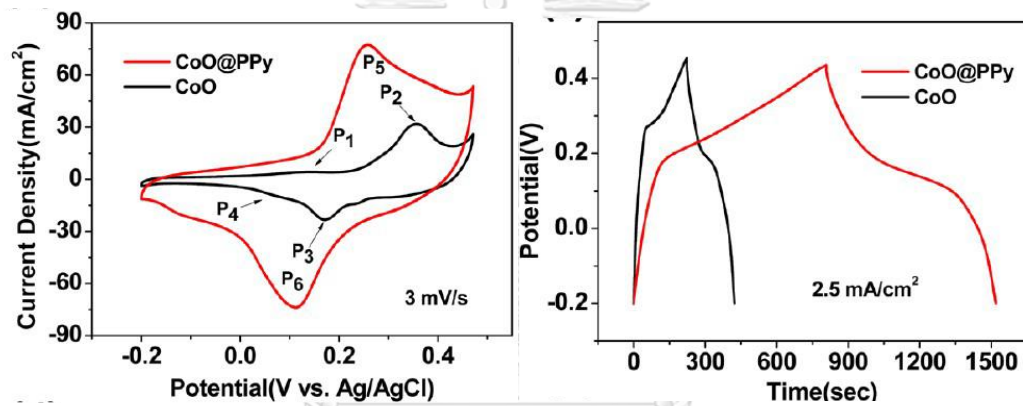 90
60
30
0
-30
-60
-90
Current Density(mA/cm²)
CoO@PPy
CoO
P5
P2
P1
P4
P3
P6
3 mV/s
-0.2
0.0
0.2
0.4
Potential(V vs. Ag/AgCl)
0.4
0.2
0.0
-0.2
Potential(V)
CoO@PPy
CoO
2.5 mA/cm²
0
300
600
900
1200
1500
Time(sec)